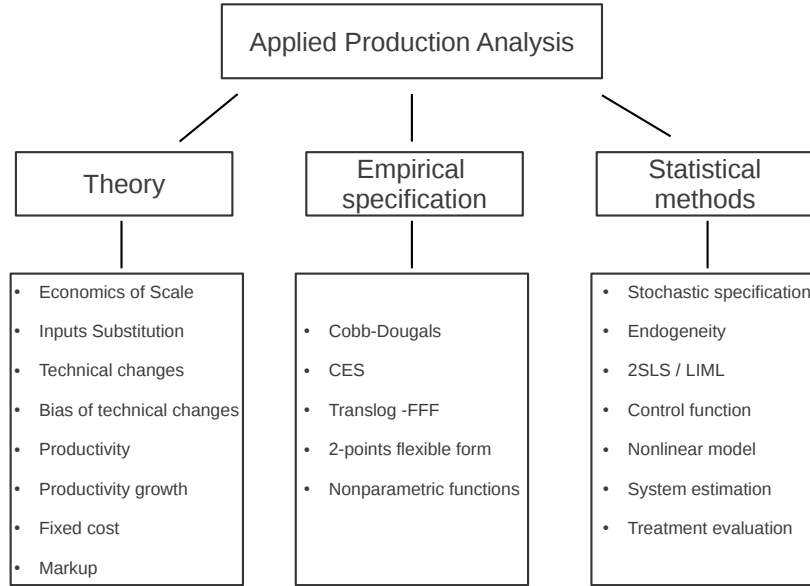 Applied Production Analysis
Theory
Empirical
specification
Statistical
methods
• Economics of Scale
• Inputs Substitution
• Technical changes
• Bias of technical changes
• Productivity
• Productivity growth
• Fixed cost
• Markup
• Cobb-Dougals
• CES
• Translog -FFF
• 2-points flexible form
• Nonparametric functions
• Stochastic specification
• Endogeneity
• 2SLS / LIML
• Control function
• Nonlinear model
• System estimation
• Treatment evaluation